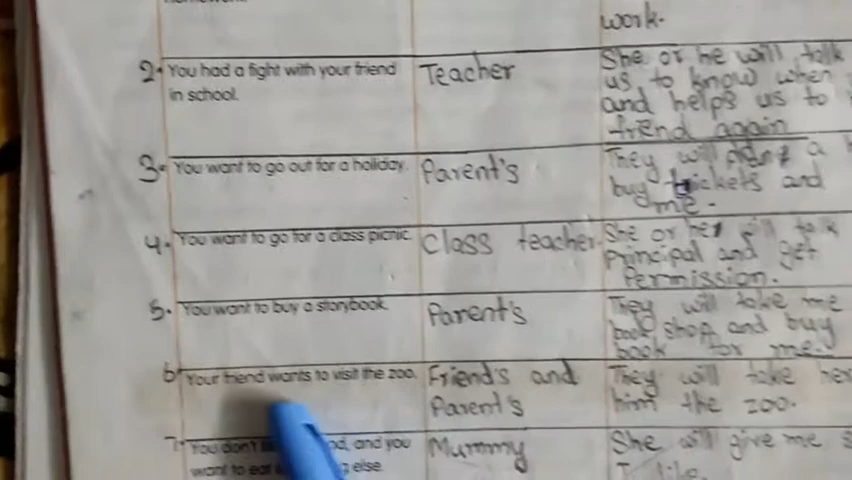 work.
2. You had a fight with your friend
in school.
Teacher
She or he will talk
us to know when
and helps us to
friend again
3. You want to go out for a holiday.
Parent's
They will a
buy tickets and
me.
4. You want to go for a class picnic.
Class teacher.
She or her will talk
principal and get
Permission.
5. You want to buy a storybook.
Parent's
They will take me
book shop and buy
book for me.
6 Your friend wants to visit the zoo.
Friend's and
Parent's
They will take her
him the zoo.
7. You don't and you
want to eat else.
Mummy
She will give me
I like.